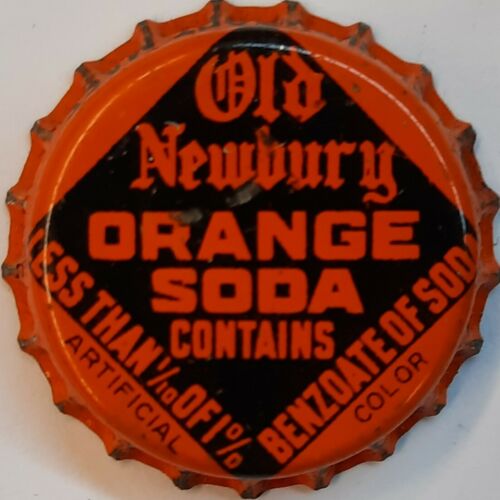 Old
Newbury
ORANGE
SODA
CONTAINS
LESS THAN 1/10 OF 1%
BENZOATE OF SODA
ARTIFICIAL
COLOR